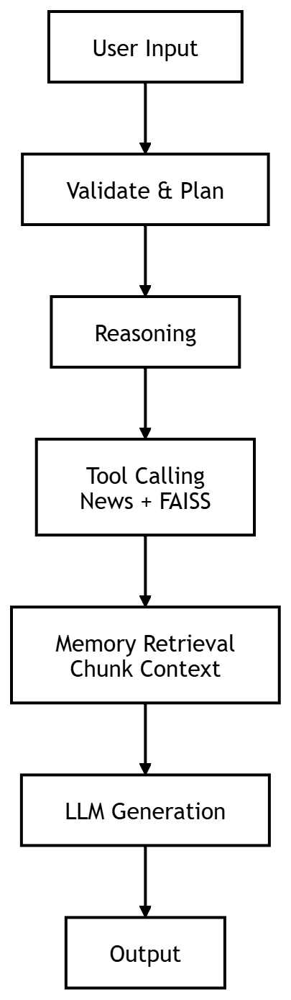 User Input
Validate & Plan
Reasoning
Tool Calling
News + FAISS
Memory Retrieval
Chunk Context
LLM Generation
Output